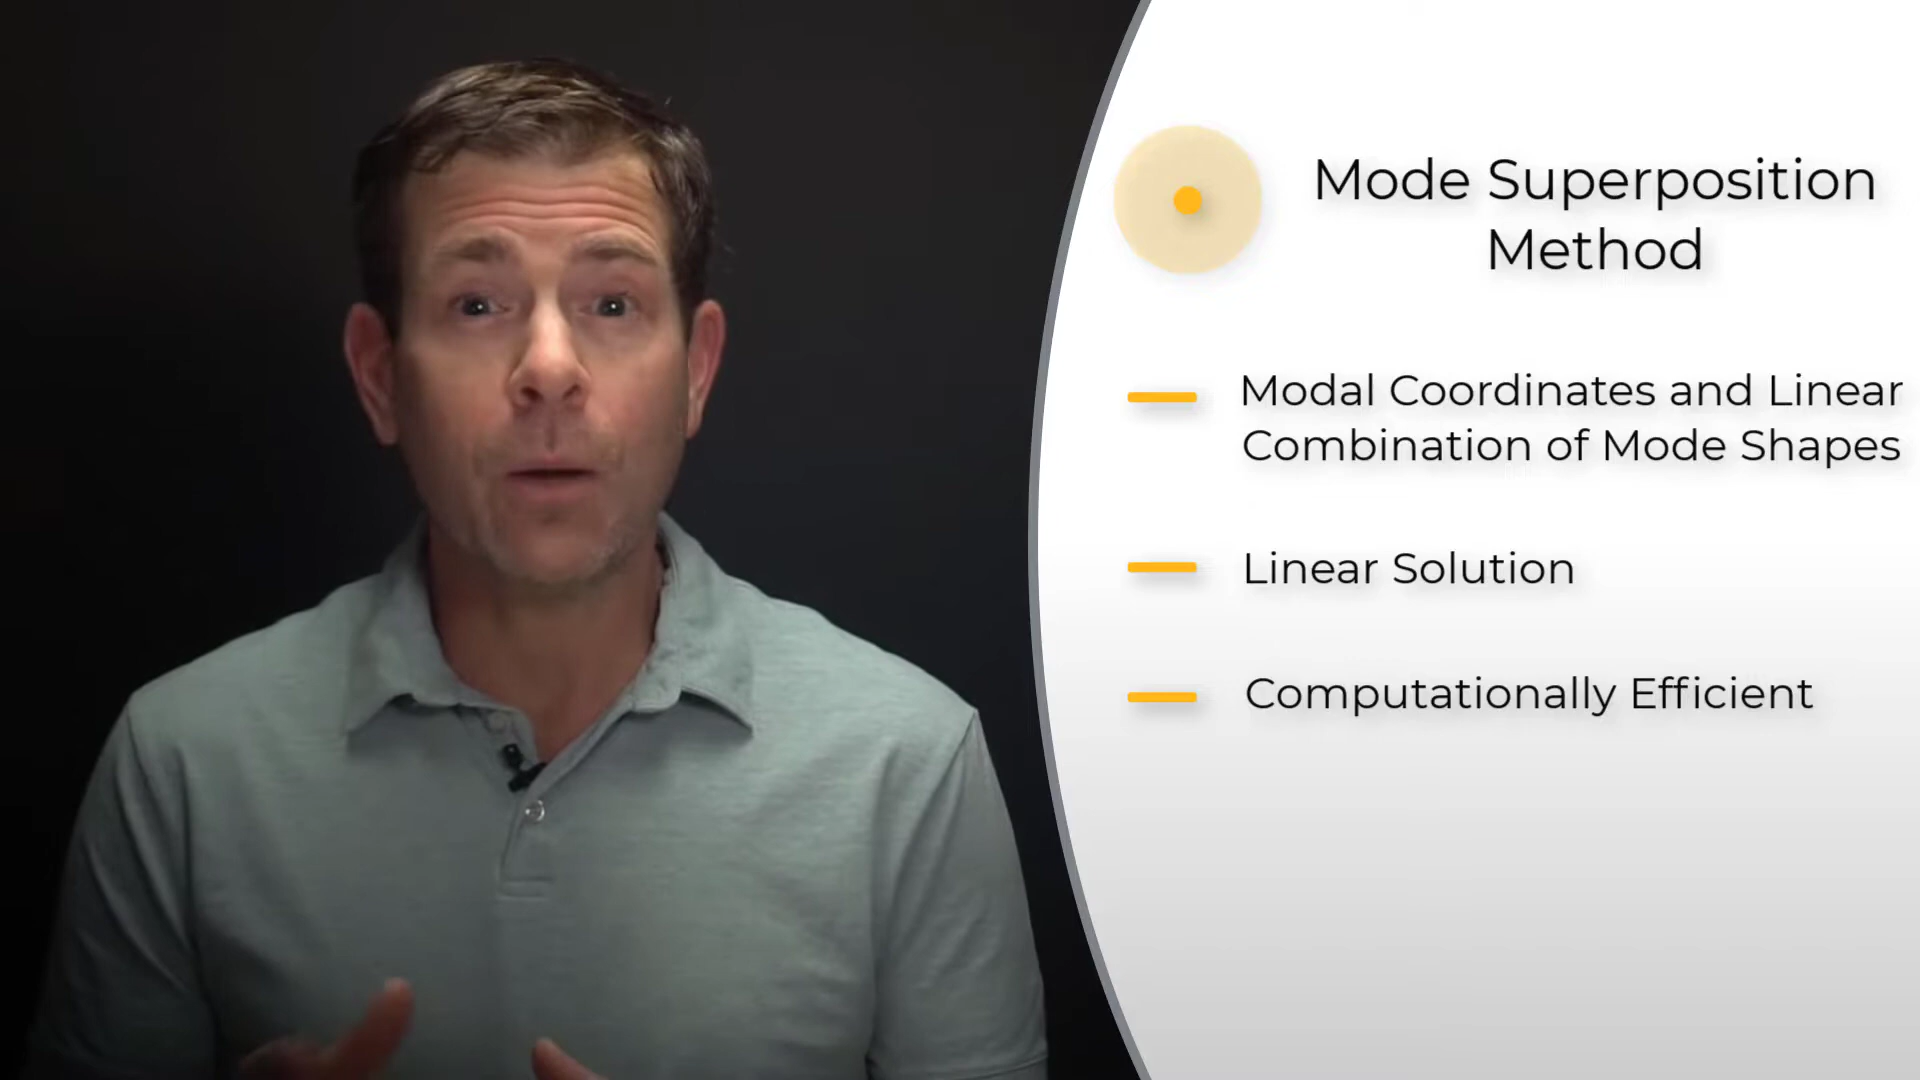 Mode Superposition
Method
Modal Coordinates and Linear
Combination of Mode Shapes
Linear Solution
Computationally Efficient